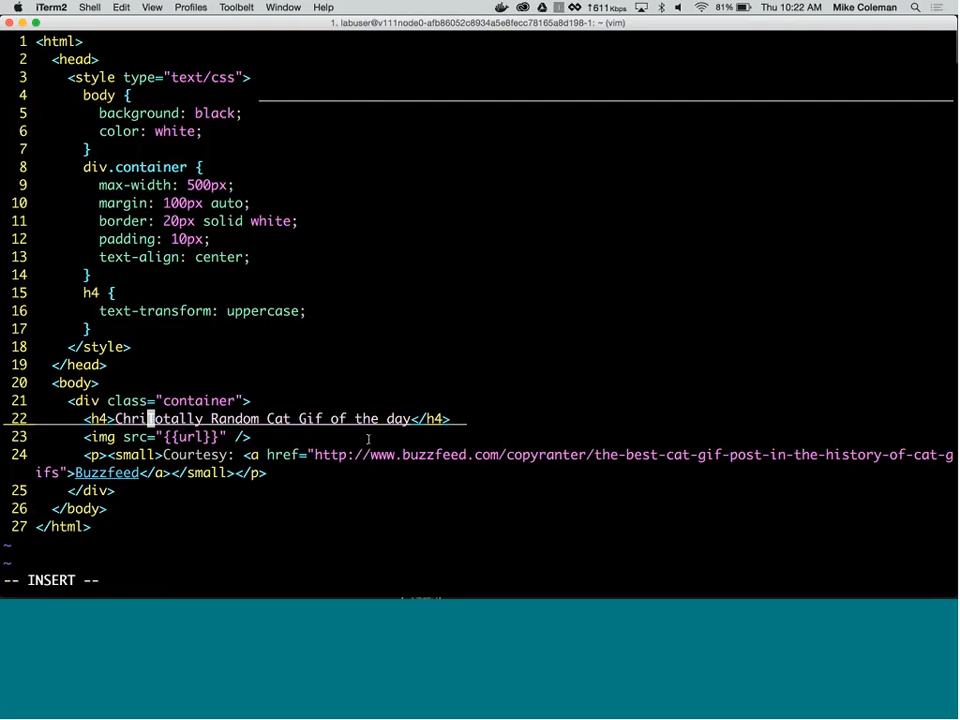 iTerm2 Shell Edit View Profiles Toolbelt Window Help ↑611Kbps 81% Thu 10:22 AM Mike Coleman
1. labuser@v111node0-afb86052c8934a5e8fecc78165a8d198-1: ~ (vim)
1 <html>
2 <head>
3 <style type="text/css">
4 body {
5 background: black;
6 color: white;
7 }
8 div.container {
9 max-width: 500px;
10 margin: 100px auto;
11 border: 20px solid white;
12 padding: 10px;
13 text-align: center;
14 }
15 h4 {
16 text-transform: uppercase;
17 }
18 </style>
19 </head>
20 <body>
21 <div class="container">
22 <h4>ChriTotally Random Cat Gif of the day</h4>
23 <img src="{{url}}" />
24 <p><small>Courtesy: <a href="http://www.buzzfeed.com/copyranter/the-best-cat-gif-post-in-the-history-of-cat-g
ifs">Buzzfeed</a></small></p>
25 </div>
26 </body>
27 </html>
~
~
-- INSERT --